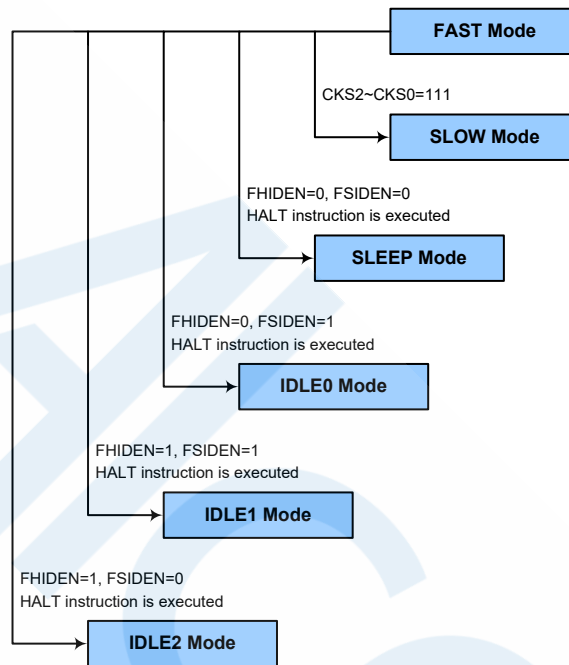 FAST Mode
CKS2~CKS0=111
SLOW Mode
FHIDEN=0, FSIDEN=0
HALT instruction is executed
SLEEP Mode
FHIDEN=0, FSIDEN=1
HALT instruction is executed
IDLE0 Mode
FHIDEN=1, FSIDEN=1
HALT instruction is executed
IDLE1 Mode
FHIDEN=1, FSIDEN=0
HALT instruction is executed
IDLE2 Mode